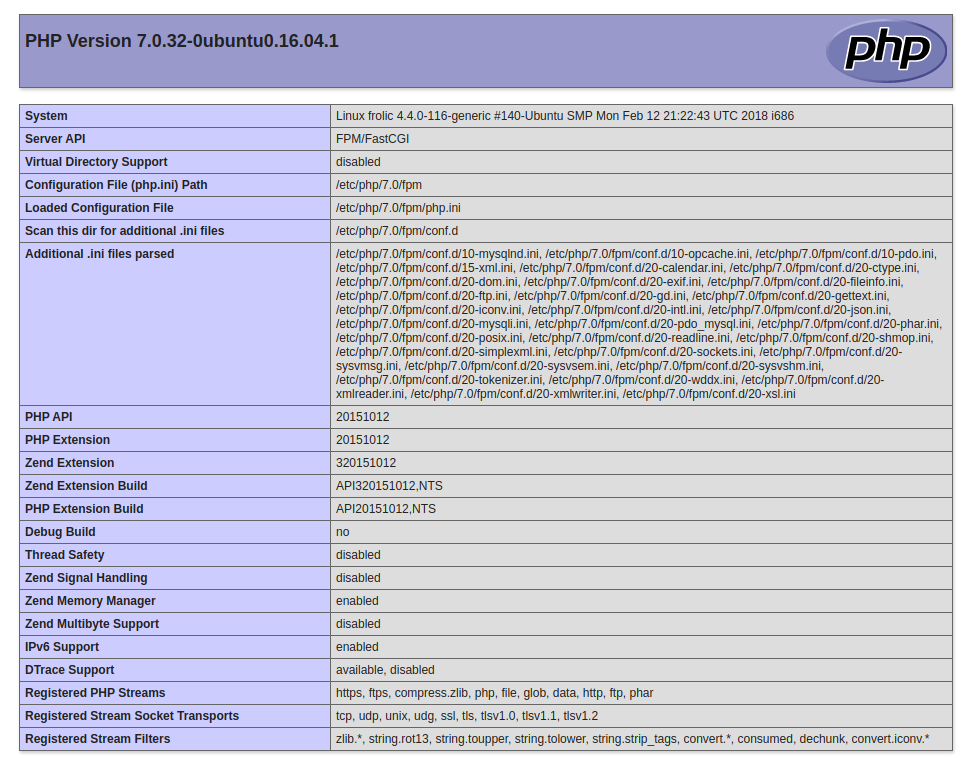 PHP Version 7.0.32-0ubuntu0.16.04.1
php
System Linux frolic 4.4.0-116-generic #140-Ubuntu SMP Mon Feb 12 21:22:43 UTC 2018 i686
Server API FPM/FastCGI
Virtual Directory Support disabled
Configuration File (php.ini) Path /etc/php/7.0/fpm
Loaded Configuration File /etc/php/7.0/fpm/php.ini
Scan this dir for additional .ini files /etc/php/7.0/fpm/conf.d
Additional .ini files parsed /etc/php/7.0/fpm/conf.d/10-mysqlnd.ini, /etc/php/7.0/fpm/conf.d/10-opcache.ini, /etc/php/7.0/fpm/conf.d/10-pdo.ini,
/etc/php/7.0/fpm/conf.d/15-xml.ini, /etc/php/7.0/fpm/conf.d/20-calendar.ini, /etc/php/7.0/fpm/conf.d/20-ctype.ini,
/etc/php/7.0/fpm/conf.d/20-dom.ini, /etc/php/7.0/fpm/conf.d/20-exif.ini, /etc/php/7.0/fpm/conf.d/20-fileinfo.ini,
/etc/php/7.0/fpm/conf.d/20-ftp.ini, /etc/php/7.0/fpm/conf.d/20-gd.ini, /etc/php/7.0/fpm/conf.d/20-gettext.ini,
/etc/php/7.0/fpm/conf.d/20-iconv.ini, /etc/php/7.0/fpm/conf.d/20-intl.ini, /etc/php/7.0/fpm/conf.d/20-json.ini,
/etc/php/7.0/fpm/conf.d/20-mysqli.ini, /etc/php/7.0/fpm/conf.d/20-pdo_mysql.ini, /etc/php/7.0/fpm/conf.d/20-phar.ini,
/etc/php/7.0/fpm/conf.d/20-posix.ini, /etc/php/7.0/fpm/conf.d/20-readline.ini, /etc/php/7.0/fpm/conf.d/20-shmop.ini,
/etc/php/7.0/fpm/conf.d/20-simplexml.ini, /etc/php/7.0/fpm/conf.d/20-sockets.ini, /etc/php/7.0/fpm/conf.d/20-
sysvmsg.ini, /etc/php/7.0/fpm/conf.d/20-sysvsem.ini, /etc/php/7.0/fpm/conf.d/20-sysvshm.ini,
/etc/php/7.0/fpm/conf.d/20-tokenizer.ini, /etc/php/7.0/fpm/conf.d/20-wddx.ini, /etc/php/7.0/fpm/conf.d/20-
xmlreader.ini, /etc/php/7.0/fpm/conf.d/20-xmlwriter.ini, /etc/php/7.0/fpm/conf.d/20-xsl.ini
PHP API 20151012
PHP Extension 20151012
Zend Extension 320151012
Zend Extension Build API320151012,NTS
PHP Extension Build API20151012,NTS
Debug Build no
Thread Safety disabled
Zend Signal Handling disabled
Zend Memory Manager enabled
Zend Multibyte Support disabled
IPv6 Support enabled
DTrace Support available, disabled
Registered PHP Streams https, ftps, compress.zlib, php, file, glob, data, http, ftp, phar
Registered Stream Socket Transports tcp, udp, unix, udg, ssl, tls, tlsv1.0, tlsv1.1, tlsv1.2
Registered Stream Filters zlib.*, string.rot13, string.toupper, string.tolower, string.strip_tags, convert.*, consumed, dechunk, convert.iconv.*